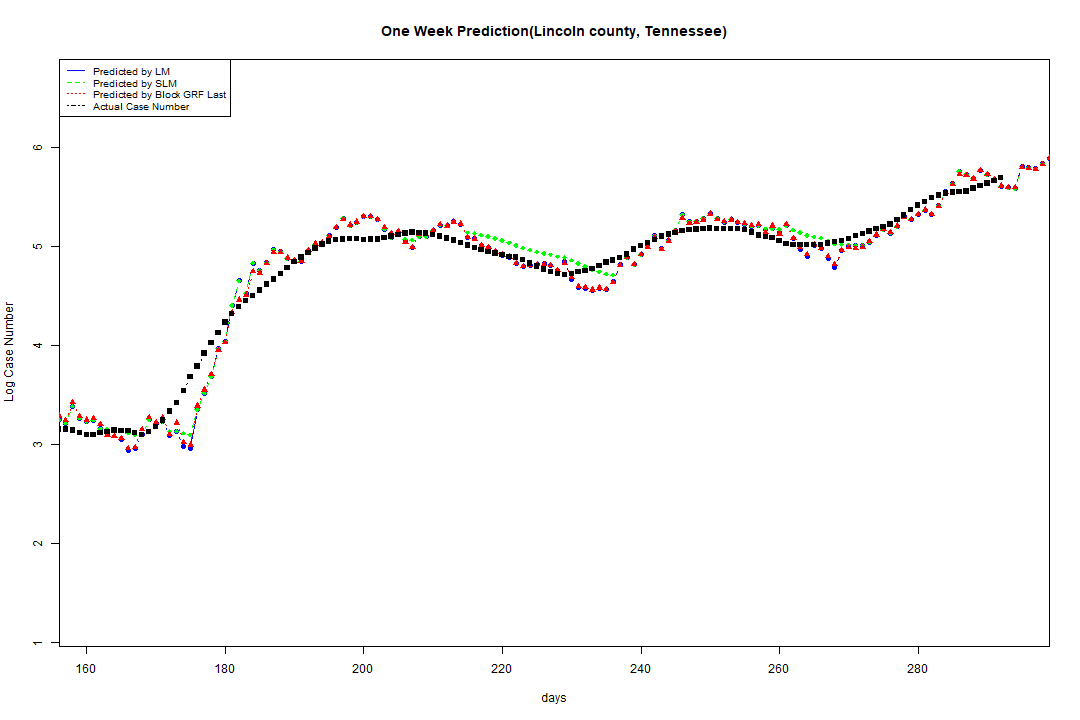 One Week Prediction(Lincoln county, Tennessee)
Predicted by LM
Predicted by SLM
Predicted by Block GRF Last
Actual Case Number
6
5
4
3
2
1
Log Case Number
160 180 200 220 240 260 280
days